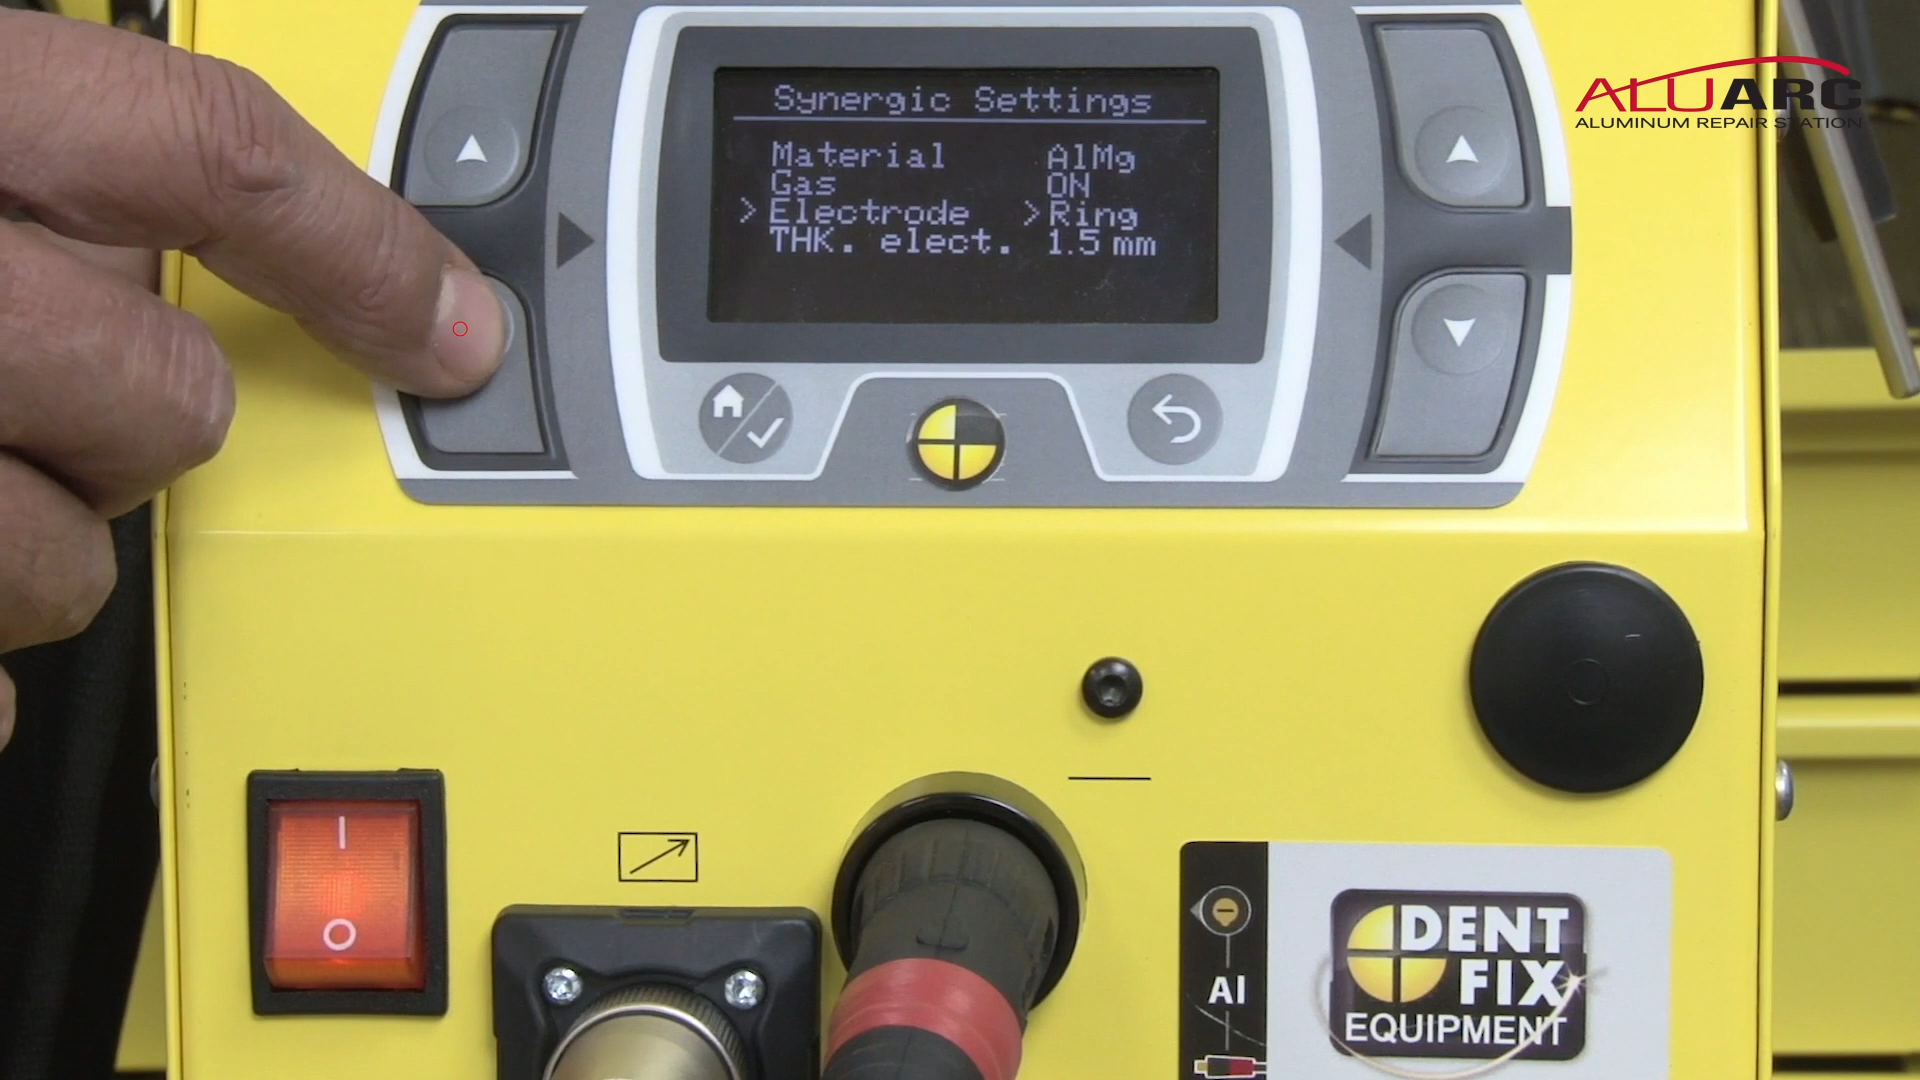 ALUARC
ALUMINUM REPAIR STATION
Synergic Settings
Material AlMg
Gas ON
> Electrode > Ring
THK. elect. 1.5 mm
I
O
Al
DENT
FIX
EQUIPMENT